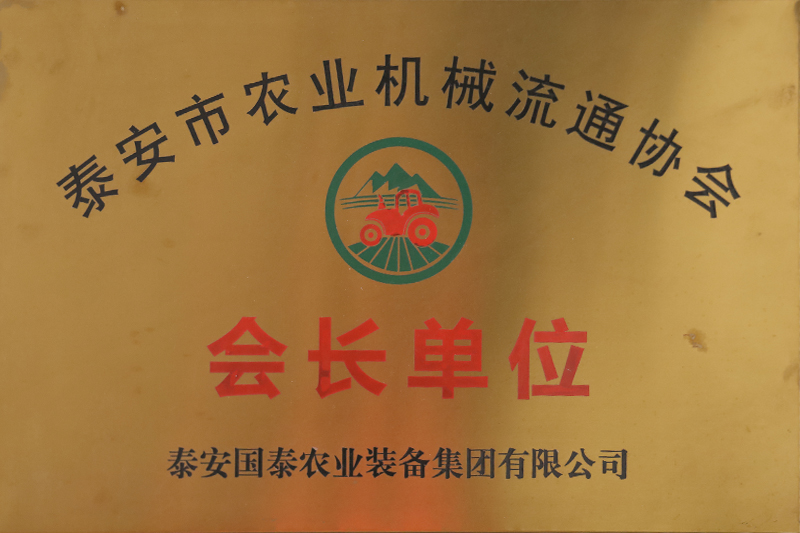 泰安市农业机械流通协会
会长单位
泰安国泰农业装备集团有限公司